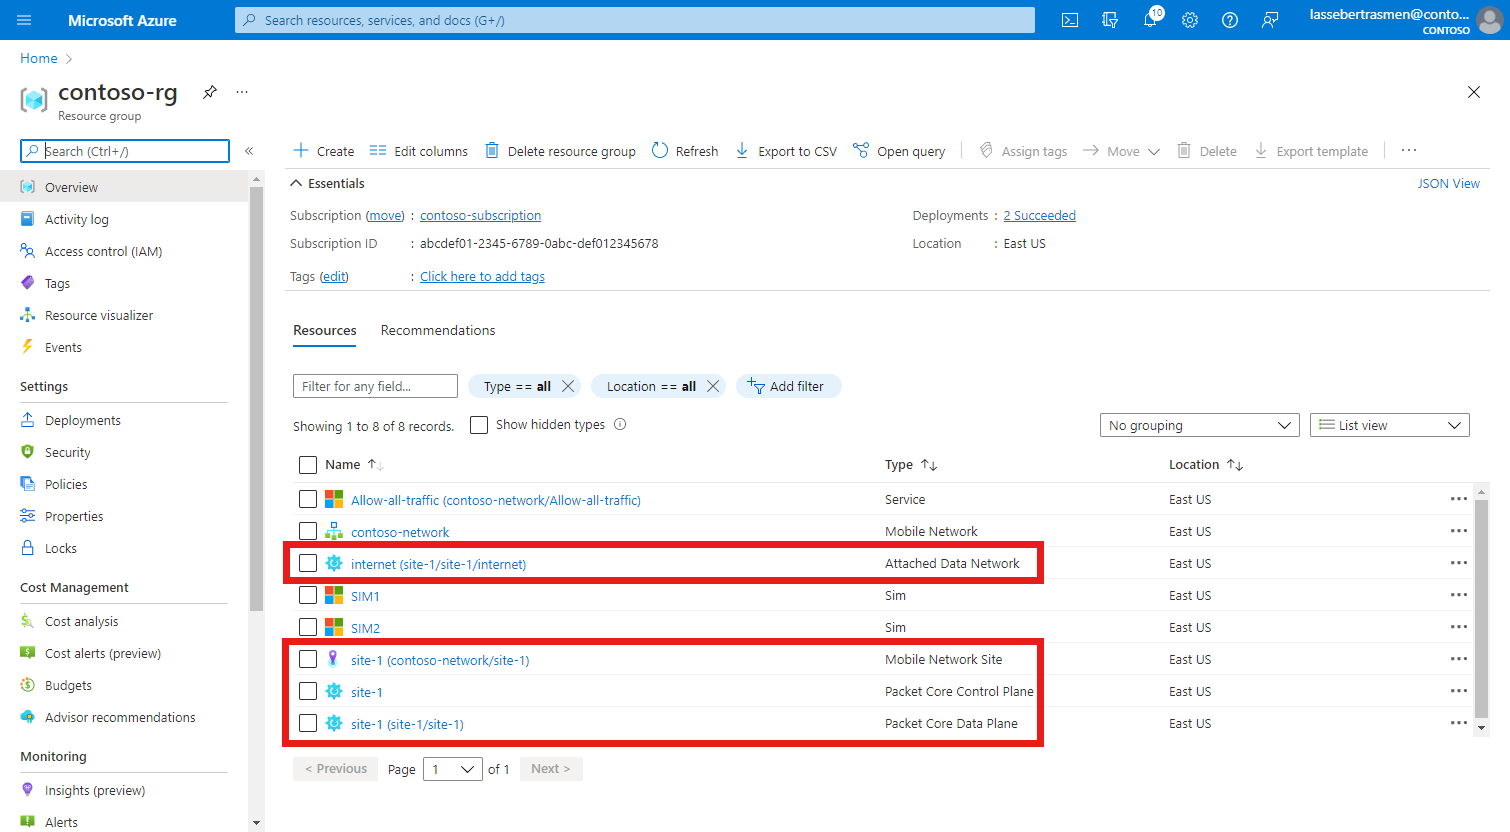 Microsoft Azure
Search resources, services, and docs (G+/)
10
lassebertrasmen@conto...
CONTOSO
Home
contoso-rg
...
Resource group
Search (Ctrl+/)
«
Overview
Activity log
Access control (IAM)
Tags
Resource visualizer
Events
Settings
Deployments
Security
Policies
Properties
Locks
Cost Management
Cost analysis
Cost alerts (preview)
Budgets
Advisor recommendations
Monitoring
Insights (preview)
Alerts
Create Edit columns Delete resource group Refresh Export to CSV Open query Assign tags Move Delete Export template ...
Essentials JSON View
Subscription (move) : contoso-subscription Deployments : 2 Succeeded
Subscription ID : abcdef01-2345-6789-0abc-def012345678 Location : East US
Tags (edit) : Click here to add tags
Resources Recommendations
Filter for any field... Type == all Location == all Add filter
Showing 1 to 8 of 8 records. Show hidden types No grouping List view
Name Type Location
Allow-all-traffic (contoso-network/Allow-all-traffic) Service East US ...
contoso-network Mobile Network East US ...
internet (site-1/site-1/internet) Attached Data Network East US ...
SIM1 Sim East US ...
SIM2 Sim East US ...
site-1 (contoso-network/site-1) Mobile Network Site East US ...
site-1 Packet Core Control Plane East US ...
site-1 (site-1/site-1) Packet Core Data Plane East US ...
< Previous Page 1 of 1 Next >